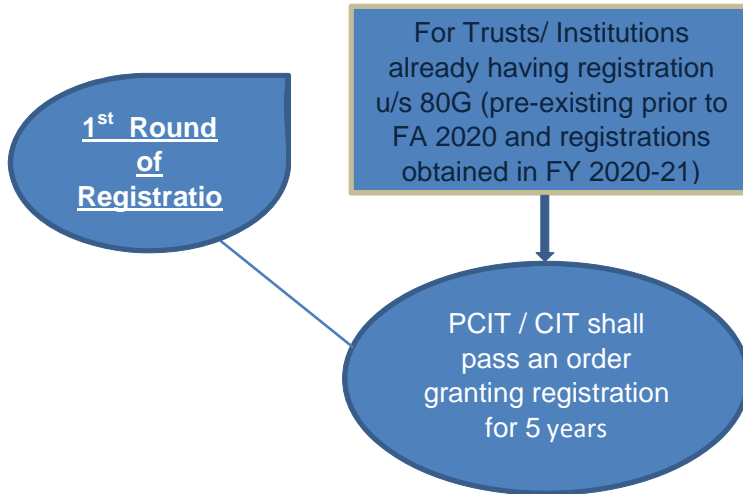 1st Round
of
Registratio
For Trusts/ Institutions
already having registration
u/s 80G (pre-existing prior to
FA 2020 and registrations
obtained in FY 2020-21)
PCIT / CIT shall
pass an order
granting registration
for 5 years